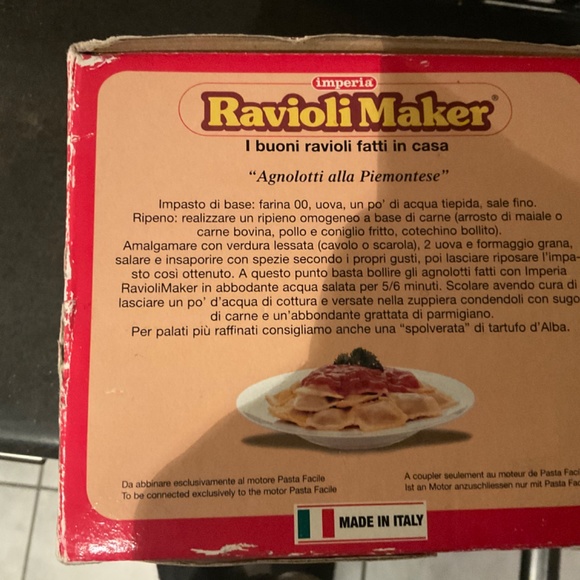 imperia
Ravioli Maker®
I buoni ravioli fatti in casa
“Agnolotti alla Piemontese”
Impasto di base: farina 00, uova, un po' di acqua tiepida, sale fino.
Ripeno: realizzare un ripieno omogeneo a base di carne (arrosto di maiale o
carne bovina, pollo e coniglio fritto, cotechino bollito).
Amalgamare con verdura lessata (cavolo o scarola), 2 uova e formaggio grana,
salare e insaporire con spezie secondo i propri gusti, poi lasciare riposare l'impa-
sto così ottenuto. A questo punto basta bollire gli agnolotti fatti con Imperia
RavioliMaker in abbodante acqua salata per 5/6 minuti. Scolare avendo cura di
lasciare un po' d'acqua di cottura e versate nella zuppiera condendoli con sugo
di carne e un'abbondante grattata di parmigiano.
Per palati più raffinati consigliamo anche una “spolverata” di tartufo d'Alba.
Da abbinare esclusivamente al motore Pasta Facile
To be connected exclusively to the motor Pasta Facile
A coupler seulement au moteur de Pasta Faci
Ist an Motor anzuschliessen nur mit Pasta Fa
MADE IN ITALY